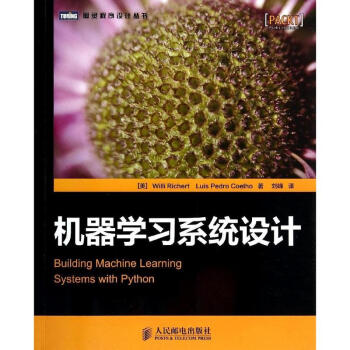 TURING 图灵程序设计丛书
[PACKT]
[美] Willi Richert Luis Pedro Coelho 著 刘峰 译
机器学习系统设计
Building Machine Learning
Systems with Python
人民邮电出版社
POSTS & TELECOM PRESS